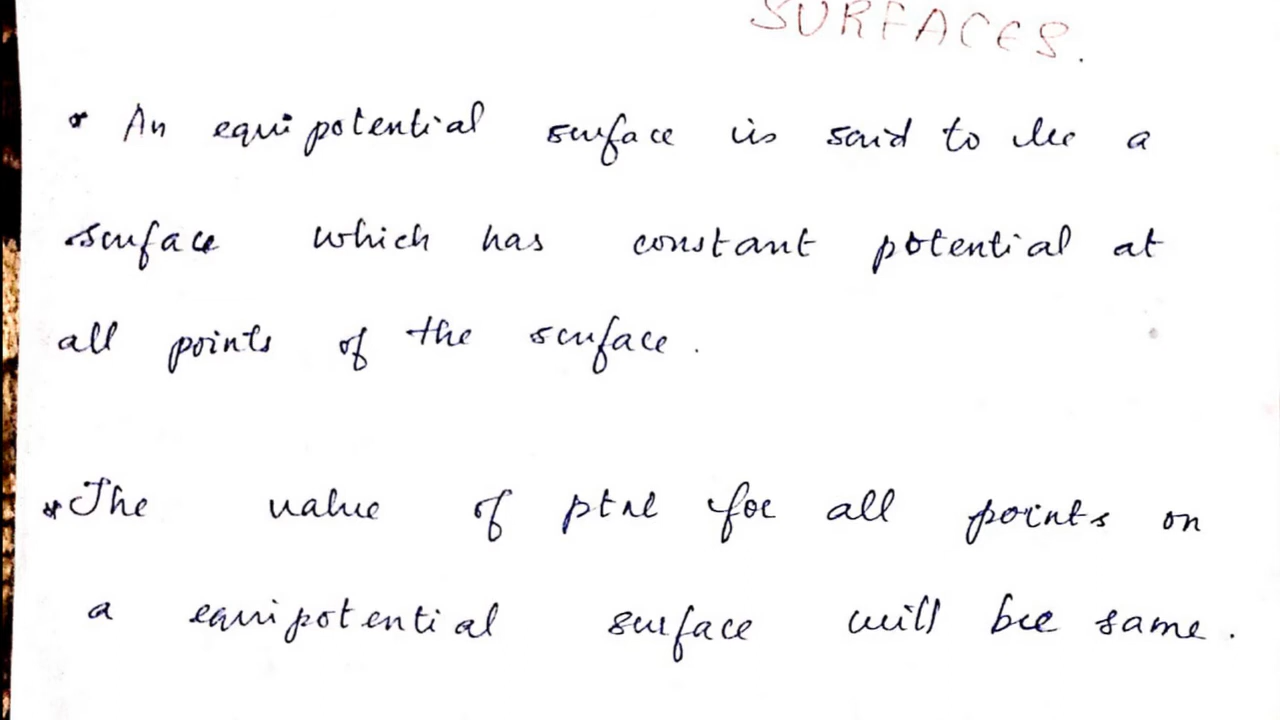 SURFACES.
* An equipotential surface is said to be a
surface which has constant potential at
all points of the surface.
* The value of ptnl for all points on
a equipotential surface will be same.